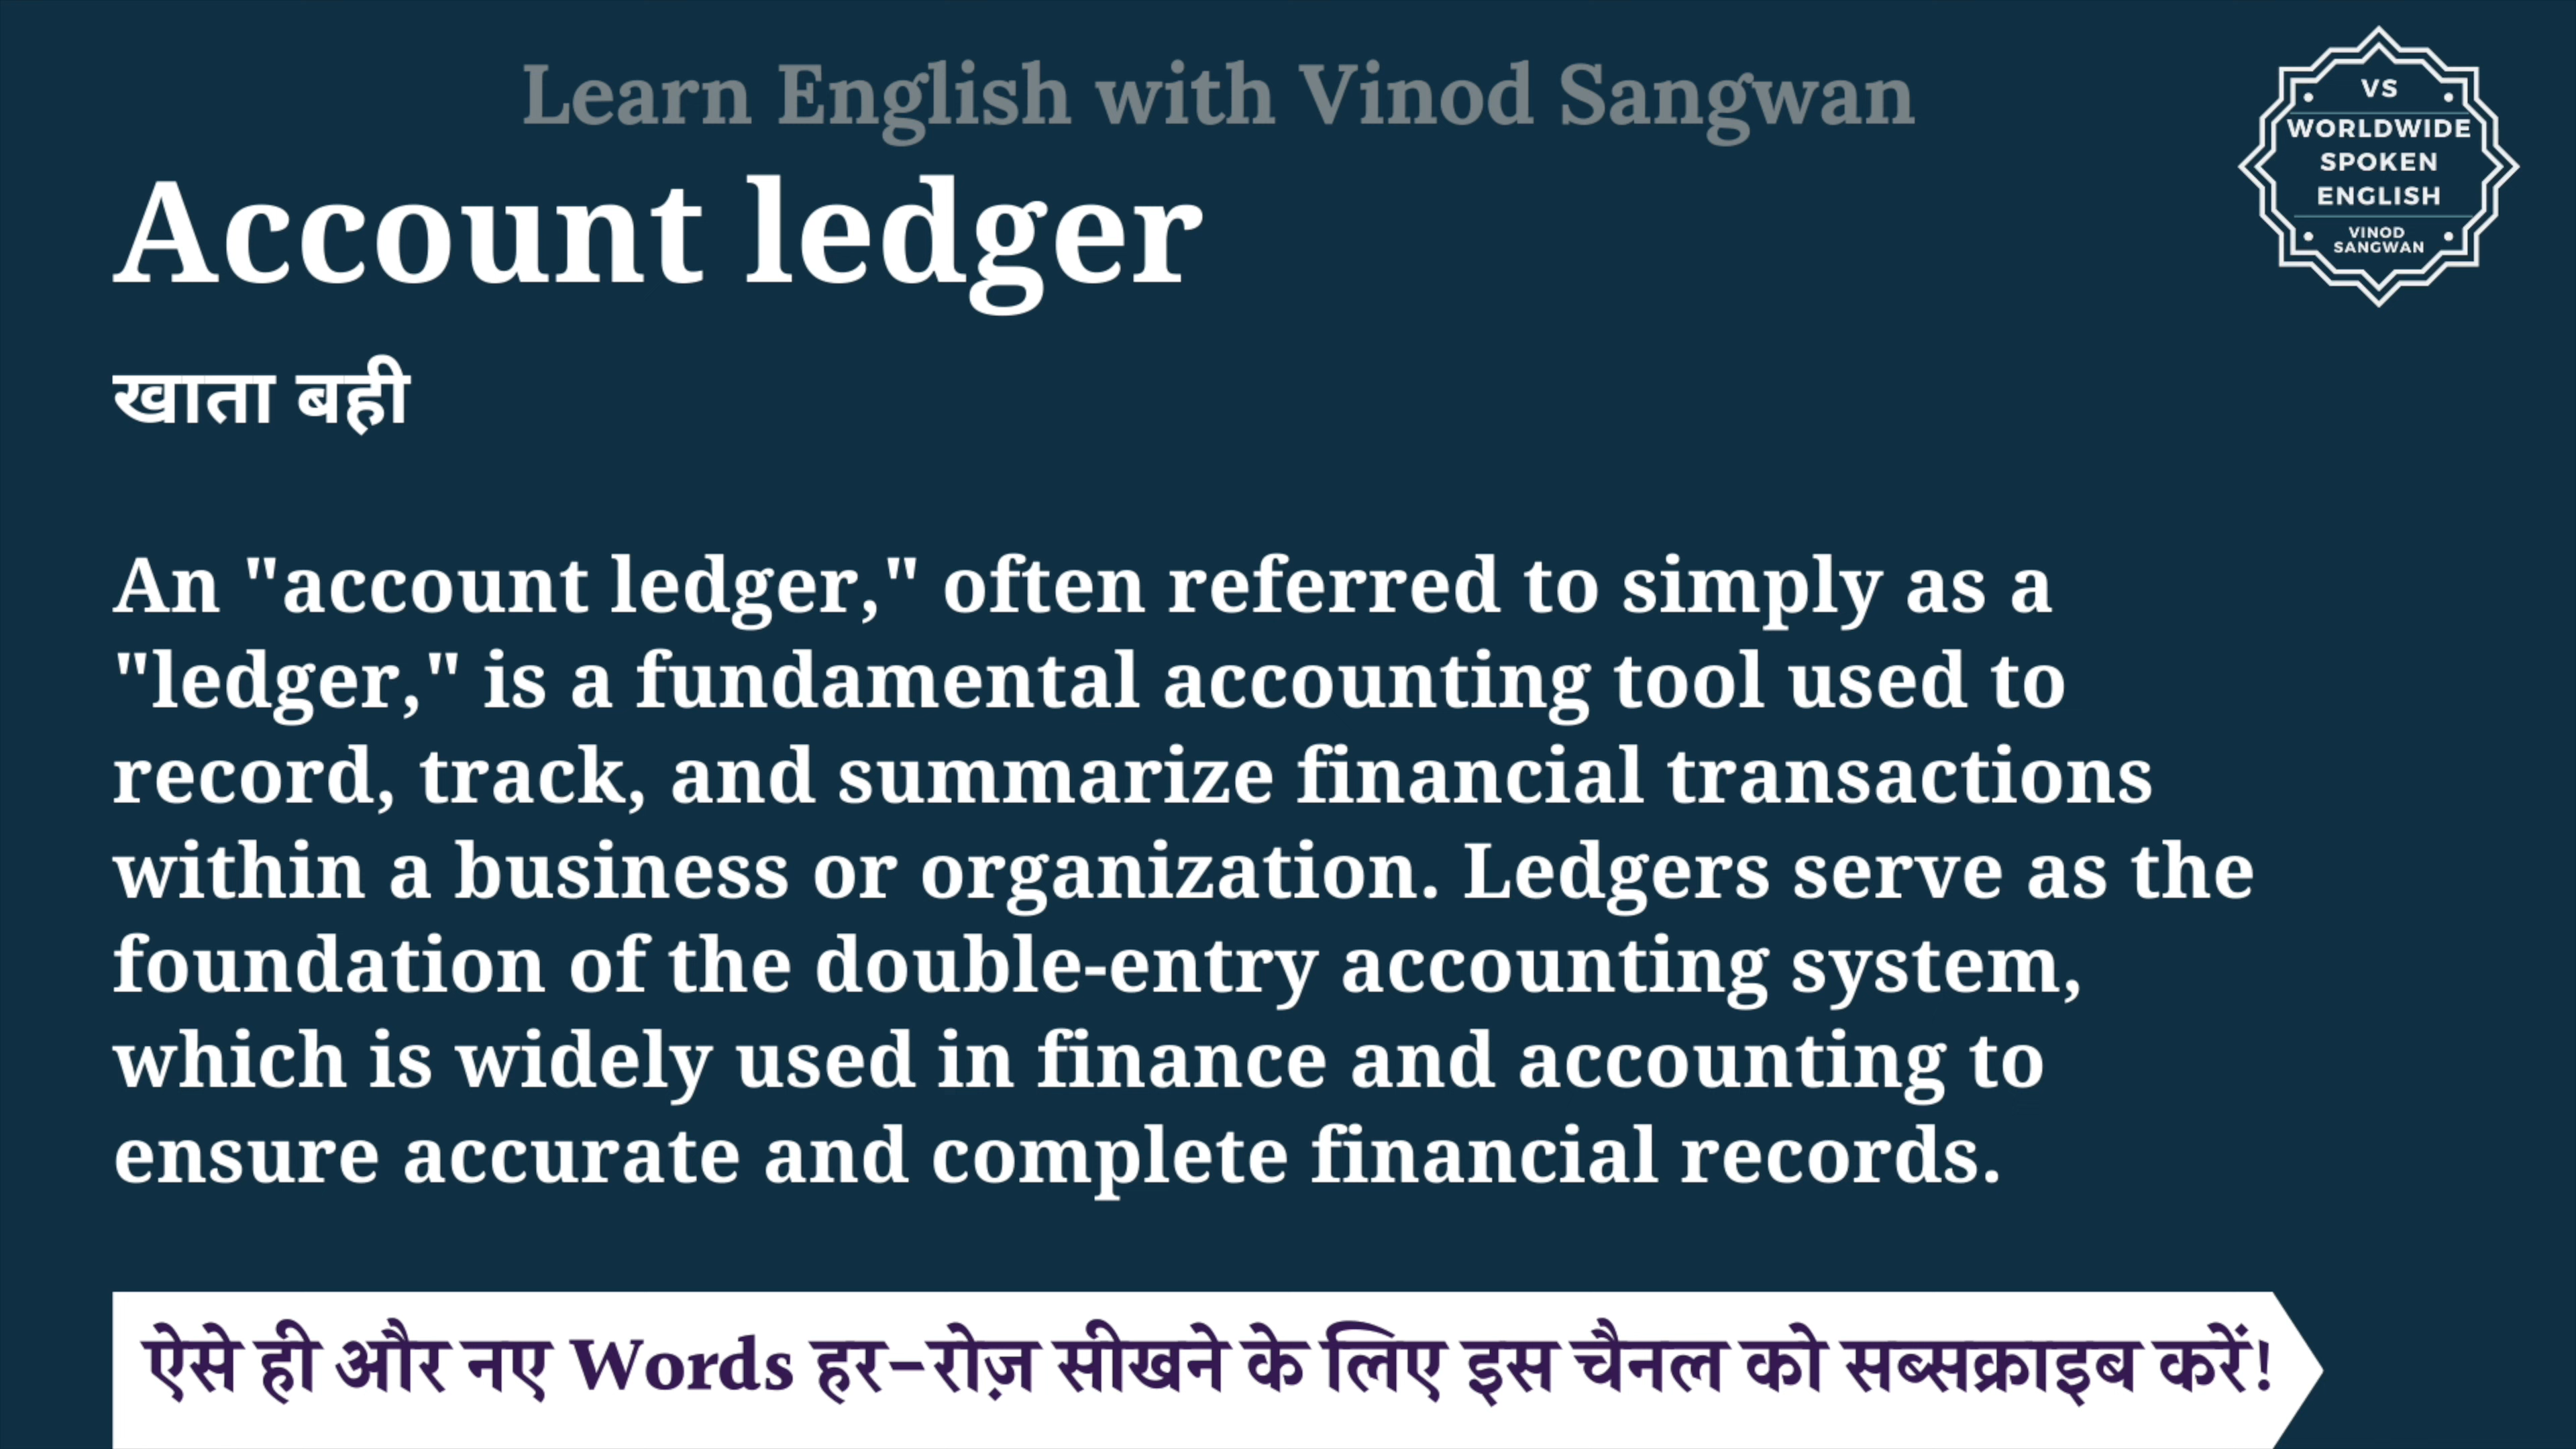 Learn English with Vinod Sangwan
VS
WORLDWIDE
SPOKEN
ENGLISH
VINOD
SANGWAN
Account ledger
खाता बही
An "account ledger," often referred to simply as a
"ledger," is a fundamental accounting tool used to
record, track, and summarize financial transactions
within a business or organization. Ledgers serve as the
foundation of the double-entry accounting system,
which is widely used in finance and accounting to
ensure accurate and complete financial records.
ऐसे ही और नए Words हर-रोज़ सीखने के लिए इस चैनल को सब्सक्राइब करें!